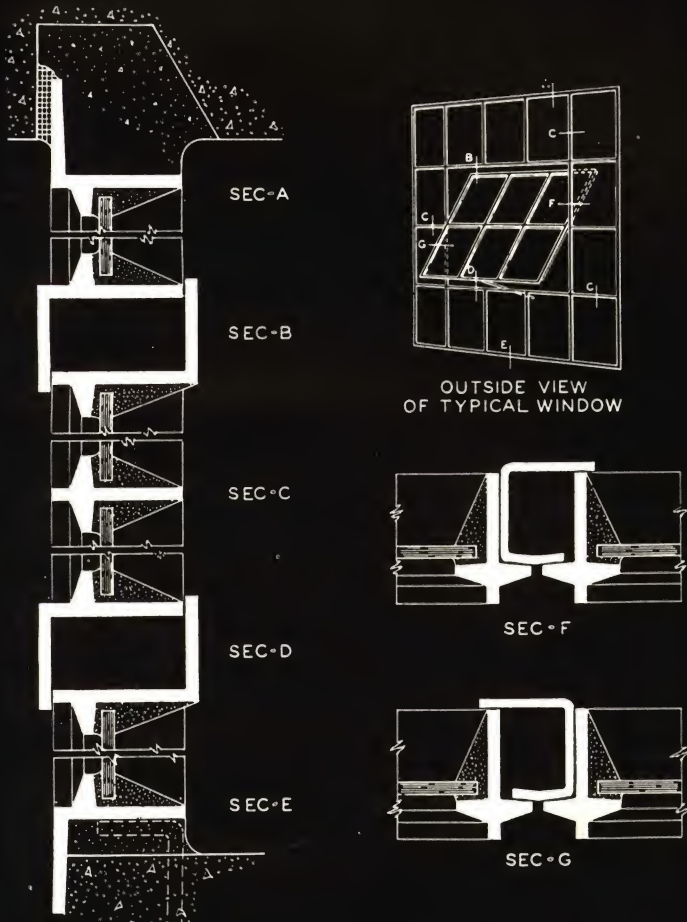 SEC-A
SEC-B
SEC-C
SEC-D
SEC-E
C
B
F
C
G
D
C
E
OUTSIDE VIEW
OF TYPICAL WINDOW
SEC-F
SEC-G